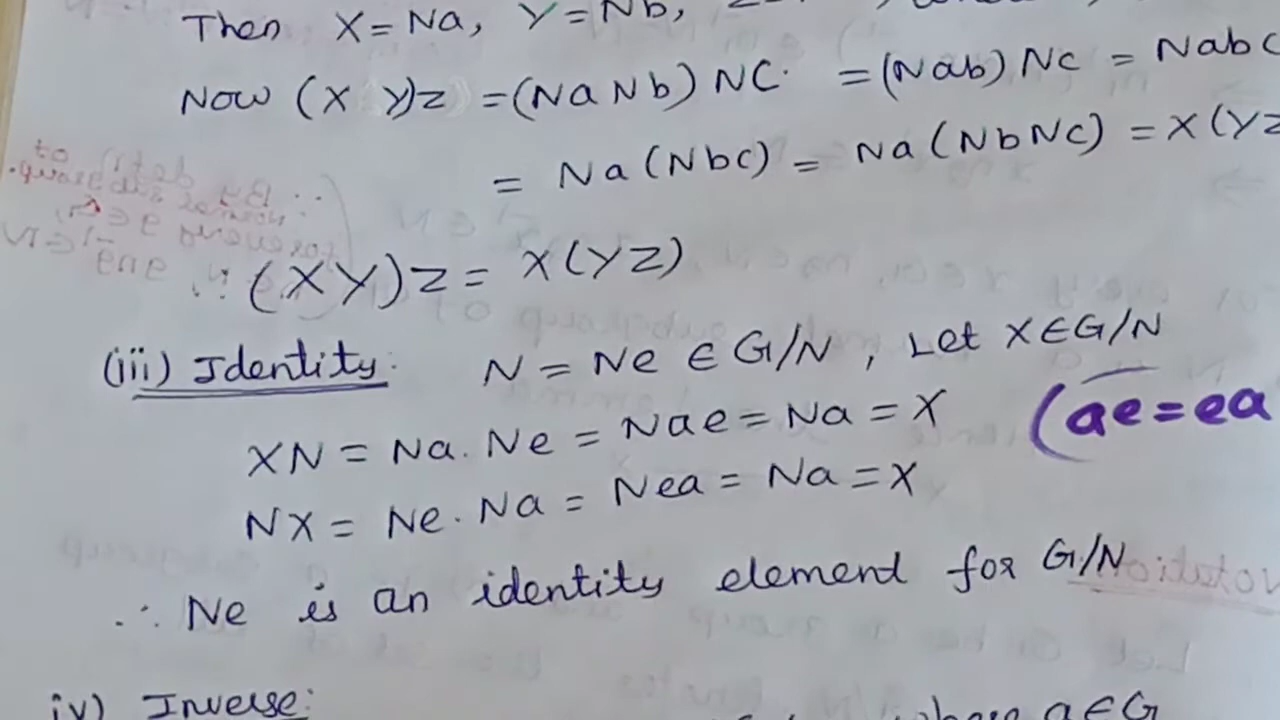 Then X = Na, Y = Nb,
Now (X Y)Z = (Na Nb) NC. = (Nab) Nc = Nabc
= Na (Nbc) = Na (Nb Nc) = X (YZ
∴ (XY)Z = X(YZ)
(iii) Identity: N = Ne ∈ G/N, Let X ∈ G/N
XN = Na. Ne = Nae = Na = X (ae = ea
NX = Ne. Na = Nea = Na = X
∴ Ne is an identity element for G/N
iv) Inverse: where a ∈ G